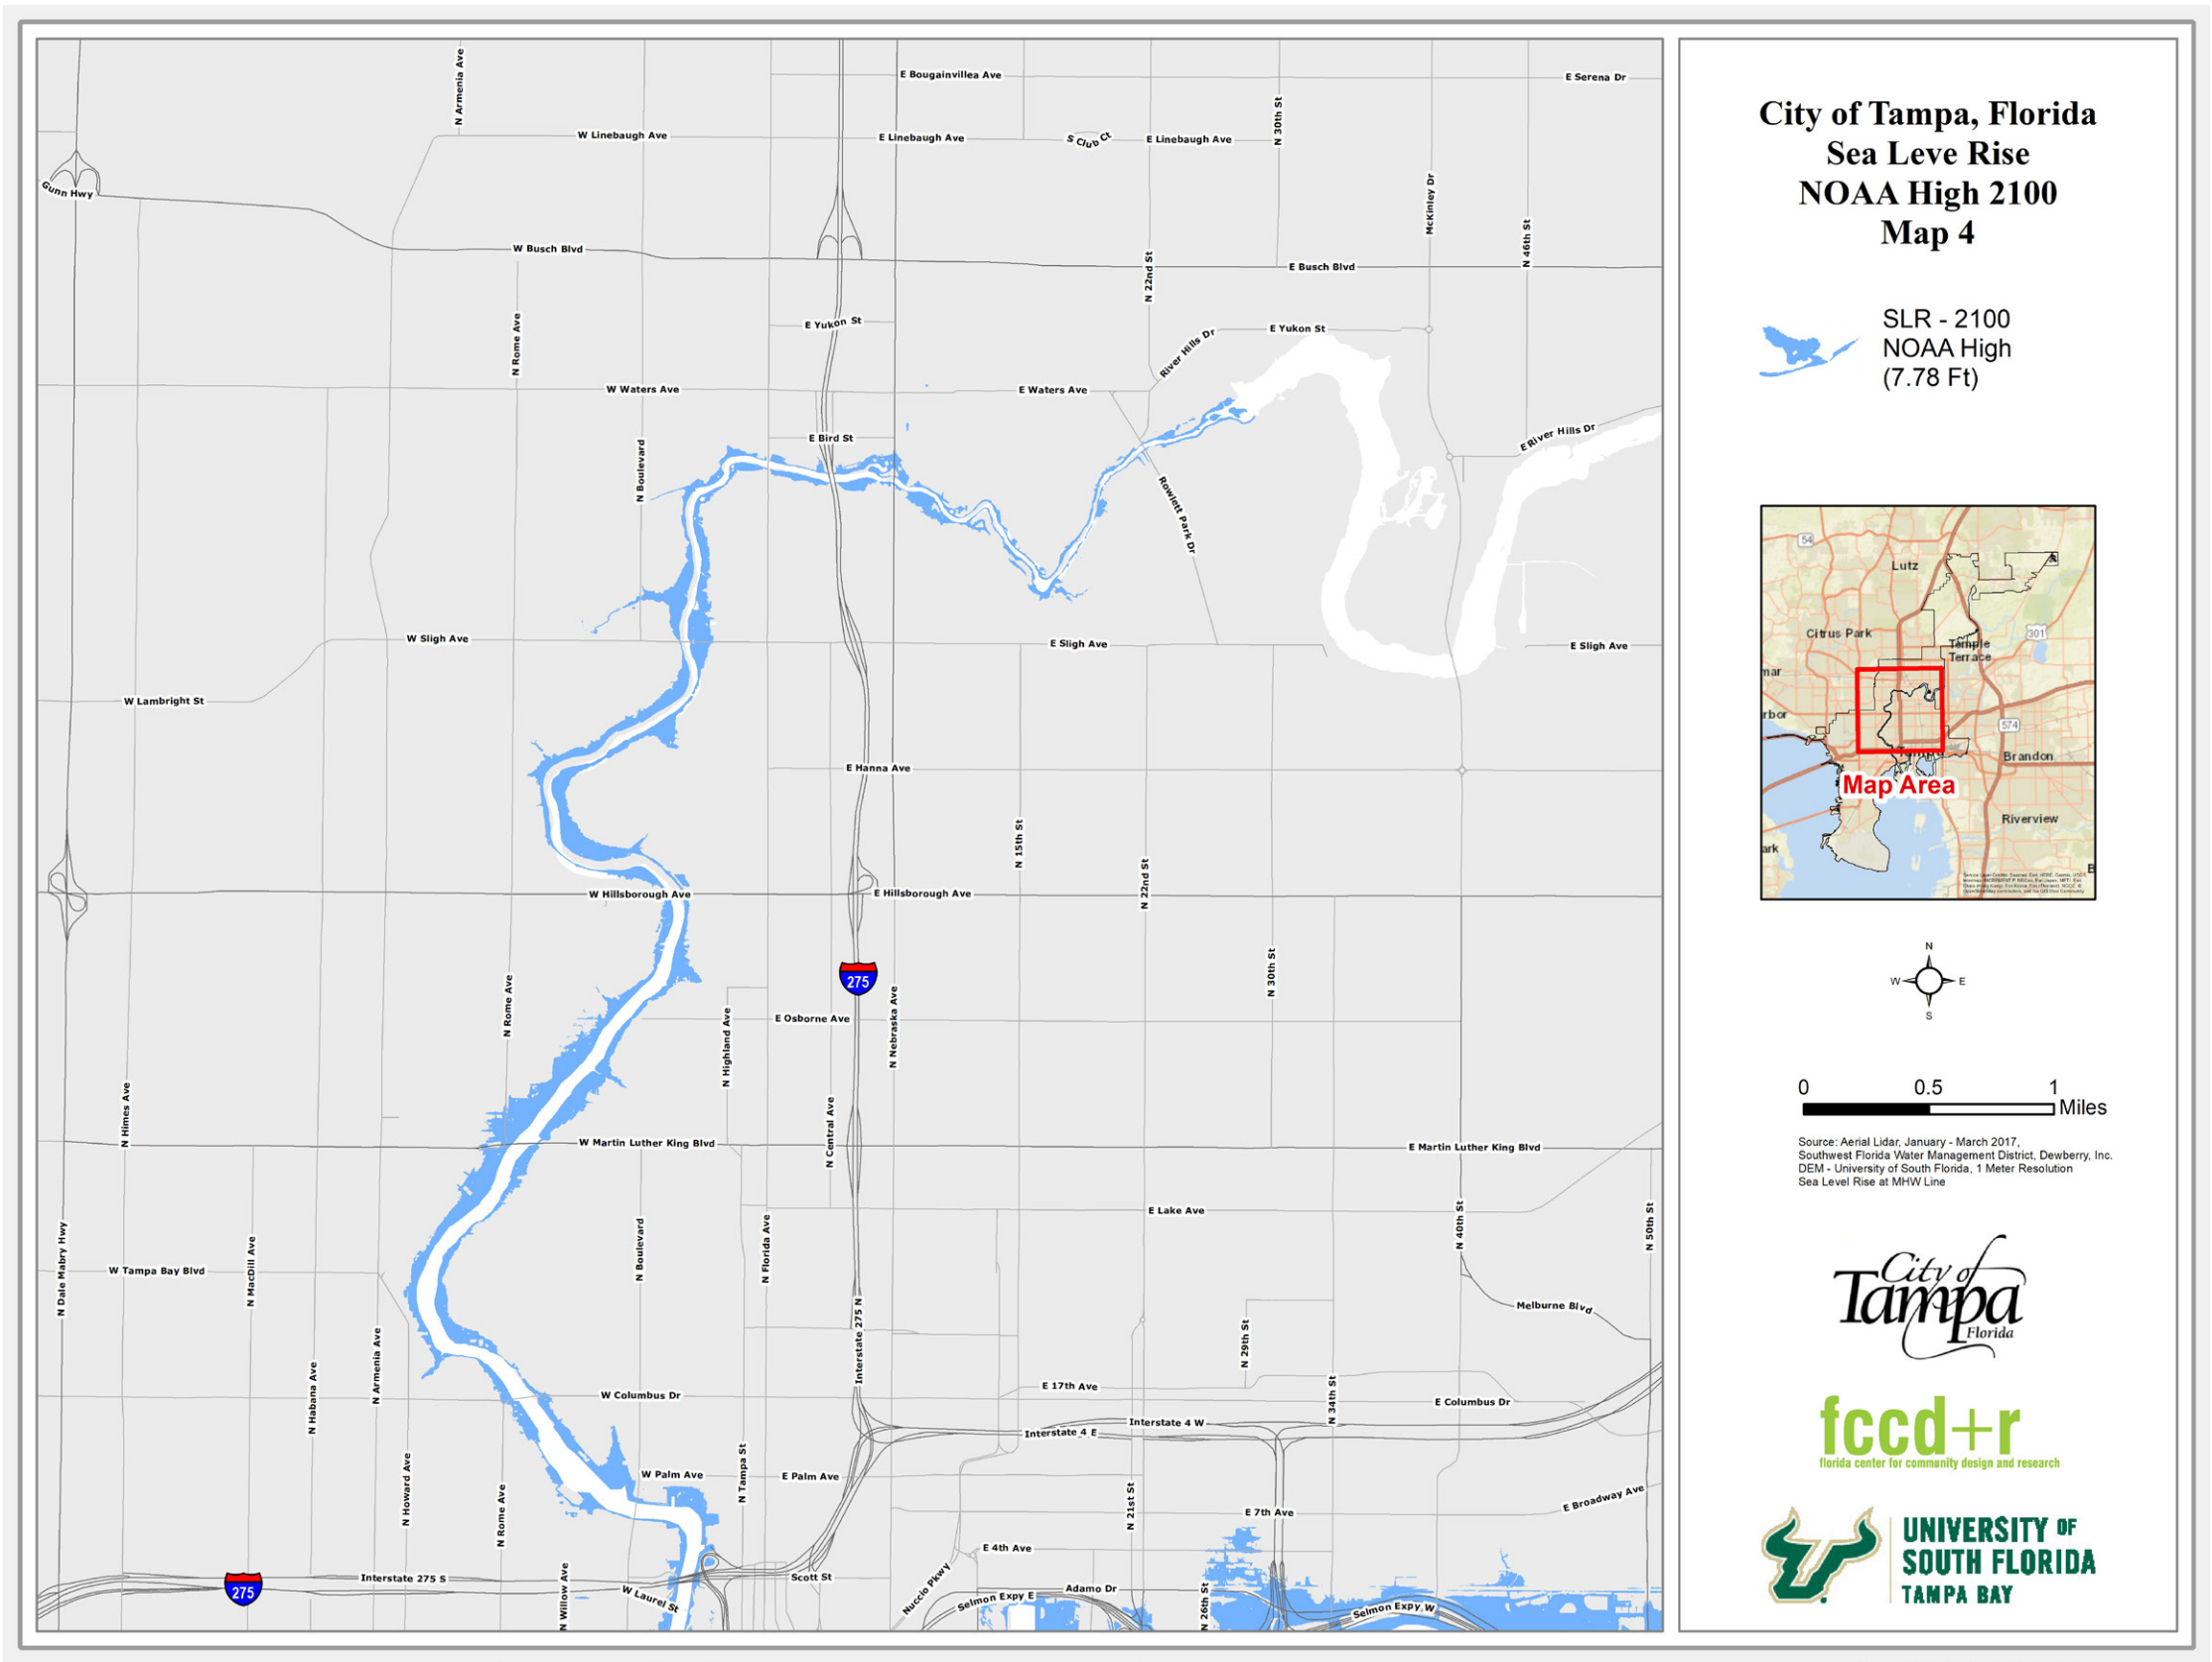 City of Tampa, Florida
Sea Leve Rise
NOAA High 2100
Map 4
SLR - 2100
NOAA High
(7.78 Ft)
54
Lutz
Citrus Park
301
Temple
Terrace
mar
rbor
574
Tampa
Brandon
Map Area
Riverview
ark
B
N
W
E
S
0
0.5
1
Miles
Source: Aerial Lidar, January - March 2017,
Southwest Florida Water Management District, Dewberry, Inc.
DEM - University of South Florida, 1 Meter Resolution
Sea Level Rise at MHW Line
City of
Tampa
Florida
fccd+r
florida center for community design and research
UNIVERSITY OF
SOUTH FLORIDA
TAMPA BAY
N Armenia Ave
E Bougainvillea Ave
E Serena Dr
W Linebaugh Ave
E Linebaugh Ave
S Club Ct
E Linebaugh Ave
N 30th St
Gunn Hwy
McKinley Dr
N 46th St
W Busch Blvd
E Busch Blvd
N 22nd St
N Rome Ave
E Yukon St
River Hills Dr
E Yukon St
W Waters Ave
E Waters Ave
E Bird St
N Boulevard
E River Hills Dr
Rowlett Park Dr
W Sligh Ave
E Sligh Ave
E Sligh Ave
W Lambright St
E Hanna Ave
N 15th St
N 22nd St
W Hillsborough Ave
E Hillsborough Ave
N 30th St
275
N Rome Ave
N Highland Ave
E Osborne Ave
N Nebraska Ave
N Himes Ave
N Central Ave
W Martin Luther King Blvd
E Martin Luther King Blvd
N Dale Mabry Hwy
N MacDill Ave
N Boulevard
N Florida Ave
E Lake Ave
N 40th St
N 50th St
W Tampa Bay Blvd
Interstate 275 N
Melburne Blvd
N Habana Ave
N Armenia Ave
N 29th St
W Columbus Dr
E 17th Ave
N 34th St
E Columbus Dr
Interstate 4 W
Interstate 4 E
N Howard Ave
N Rome Ave
W Palm Ave
N Tampa St
E Palm Ave
N 21st St
E 7th Ave
E Broadway Ave
E 4th Ave
275
Interstate 275 S
N Willow Ave
W Laurel St
Scott St
Nuccio Pkwy
Selmon Expy E
Adamo Dr
N 26th St
Selmon Expy W